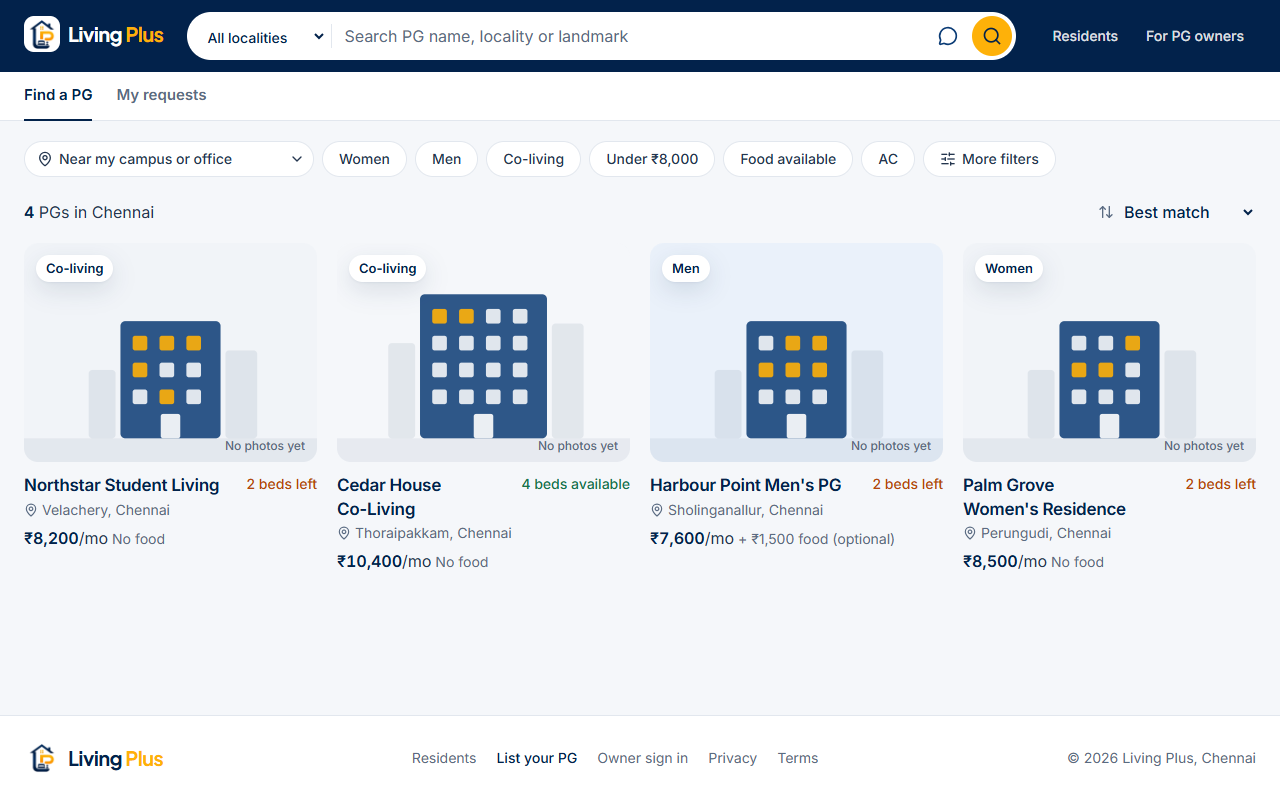 Living Plus
All localities
Search PG name, locality or landmark
Residents
For PG owners
Find a PG
My requests
Near my campus or office
Women
Men
Co-living
Under ₹8,000
Food available
AC
More filters
4 PGs in Chennai
Best match
Co-living
No photos yet
Northstar Student Living
2 beds left
Velachery, Chennai
₹8,200/mo No food
Co-living
No photos yet
Cedar House
Co-Living
4 beds available
Thoraipakkam, Chennai
₹10,400/mo No food
Men
No photos yet
Harbour Point Men's PG
2 beds left
Sholinganallur, Chennai
₹7,600/mo + ₹1,500 food (optional)
Women
No photos yet
Palm Grove
Women's Residence
2 beds left
Perungudi, Chennai
₹8,500/mo No food
Living Plus
Residents
List your PG
Owner sign in
Privacy
Terms
© 2026 Living Plus, Chennai